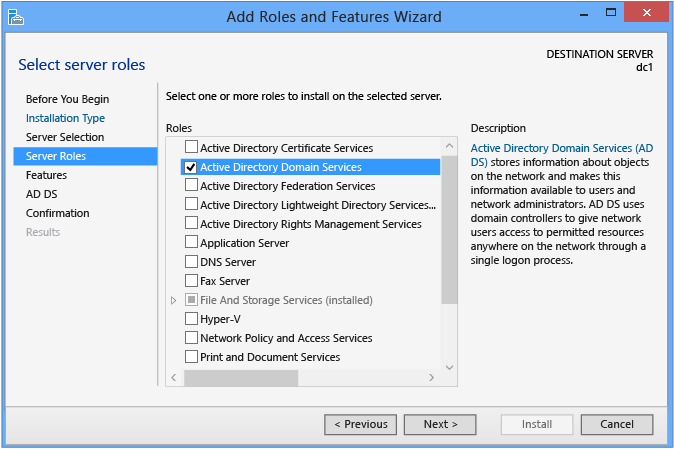 Add Roles and Features Wizard
Select server roles
DESTINATION SERVER
dc1
Before You Begin
Installation Type
Server Selection
Server Roles
Features
AD DS
Confirmation
Results
Select one or more roles to install on the selected server.
Roles
Active Directory Certificate Services
Active Directory Domain Services
Active Directory Federation Services
Active Directory Lightweight Directory Services...
Active Directory Rights Management Services
Application Server
DNS Server
Fax Server
File And Storage Services (installed)
Hyper-V
Network Policy and Access Services
Print and Document Services
Description
Active Directory Domain Services (AD
DS) stores information about objects
on the network and makes this
information available to users and
network administrators. AD DS uses
domain controllers to give network
users access to permitted resources
anywhere on the network through a
single logon process.
< Previous
Next >
Install
Cancel